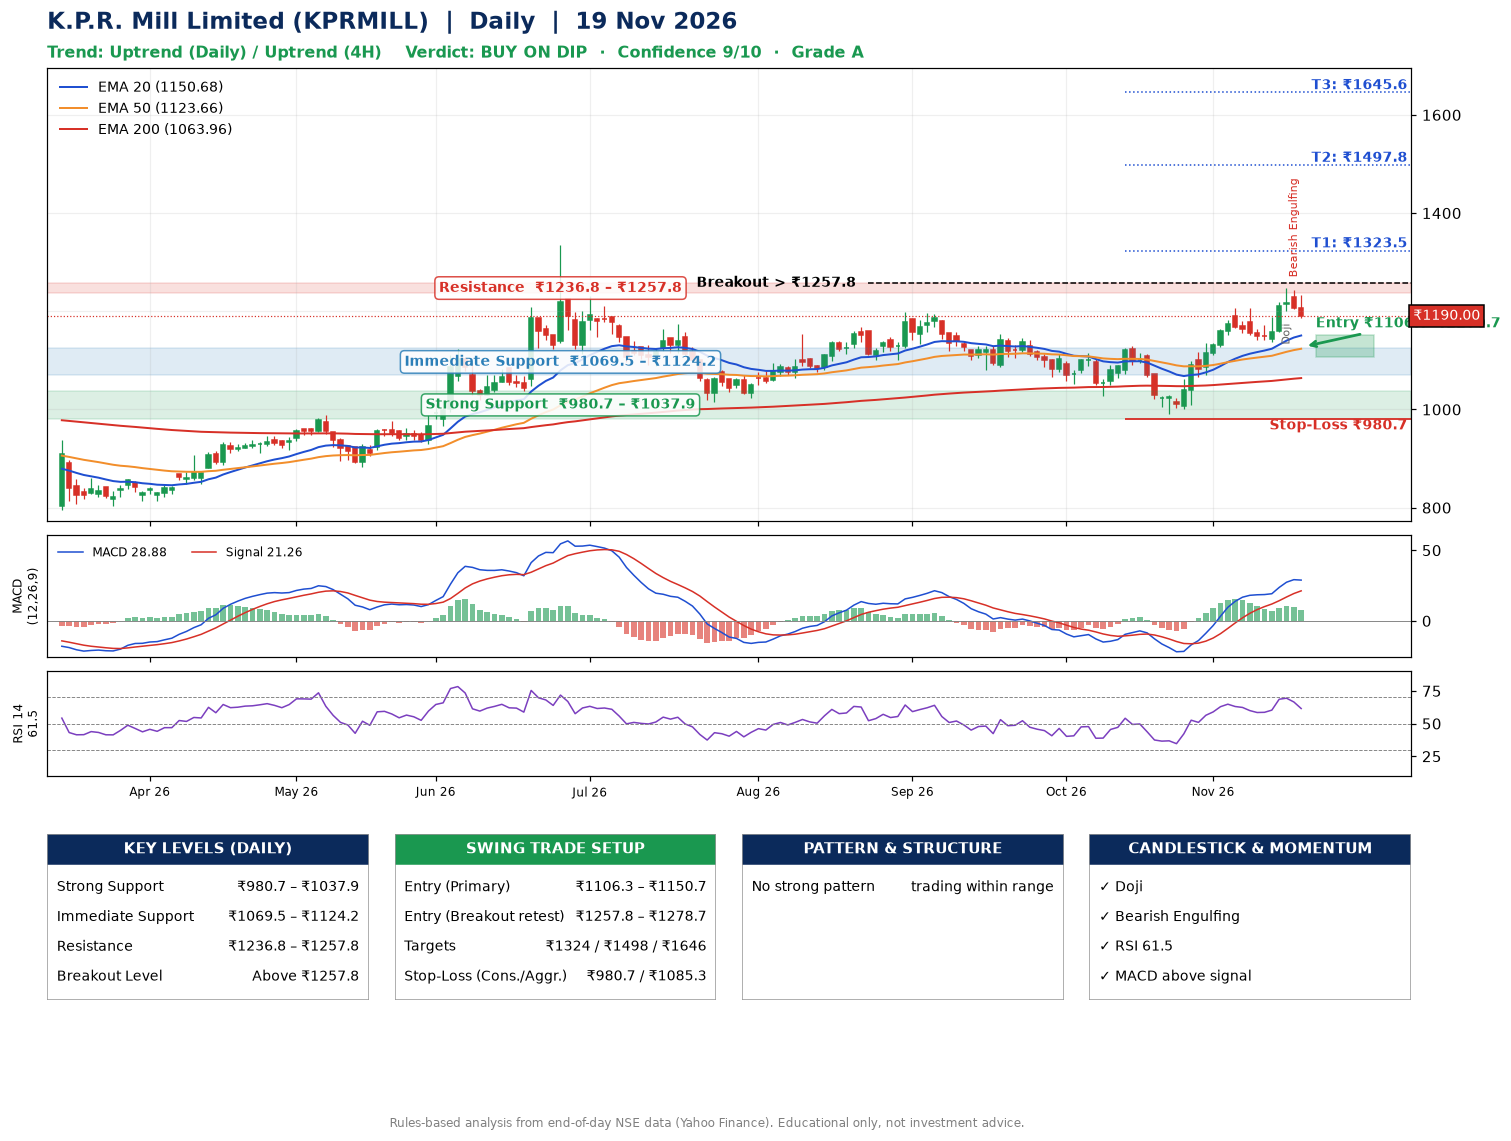 K.P.R. Mill Limited (KPRMILL)  |  Daily  |  19 Nov 2026
Trend: Uptrend (Daily) / Uptrend (4H)    Verdict: BUY ON DIP  ·  Confidence 9/10  ·  Grade A
EMA 20 (1150.68)
EMA 50 (1123.66)
EMA 200 (1063.96)
T3: ₹1645.6
1600
T2: ₹1497.8
Bearish Engulfing
1400
T1: ₹1323.5
Breakout > ₹1257.8
Resistance  ₹1236.8 – ₹1257.8
₹1190.00
Entry ₹1106
.7
Doji
Immediate Support  ₹1069.5 – ₹1124.2
Strong Support  ₹980.7 – ₹1037.9
1000
Stop-Loss ₹980.7
800
MACD 28.88
Signal 21.26
MACD
(12,26,9)
50
0
RSI 14
61.5
75
50
25
Apr 26
May 26
Jun 26
Jul 26
Aug 26
Sep 26
Oct 26
Nov 26
KEY LEVELS (DAILY)
Strong Support ₹980.7 – ₹1037.9
Immediate Support ₹1069.5 – ₹1124.2
Resistance ₹1236.8 – ₹1257.8
Breakout Level Above ₹1257.8
SWING TRADE SETUP
Entry (Primary) ₹1106.3 – ₹1150.7
Entry (Breakout retest) ₹1257.8 – ₹1278.7
Targets ₹1324 / ₹1498 / ₹1646
Stop-Loss (Cons./Aggr.) ₹980.7 / ₹1085.3
PATTERN & STRUCTURE
No strong pattern trading within range
CANDLESTICK & MOMENTUM
✓ Doji
✓ Bearish Engulfing
✓ RSI 61.5
✓ MACD above signal
Rules-based analysis from end-of-day NSE data (Yahoo Finance). Educational only, not investment advice.